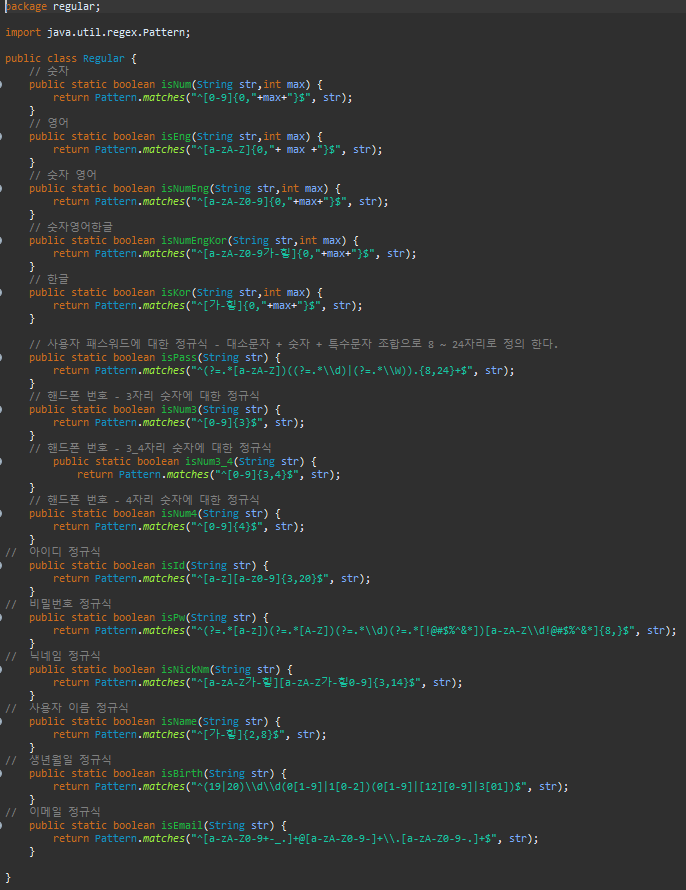 package regular;
import java.util.regex.Pattern;
public class Regular {
// 숫자
public static boolean isNum(String str,int max) {
return Pattern.matches("^[0-9]{0,"+max+"}$", str);
}
// 영어
public static boolean isEng(String str,int max) {
return Pattern.matches("^[a-zA-Z]{0,"+ max +"}$", str);
}
// 숫자 영어
public static boolean isNumEng(String str,int max) {
return Pattern.matches("^[a-zA-Z0-9]{0,"+max+"}$", str);
}
// 숫자영어한글
public static boolean isNumEngKor(String str,int max) {
return Pattern.matches("^[a-zA-Z0-9가-힣]{0,"+max+"}$", str);
}
// 한글
public static boolean isKor(String str,int max) {
return Pattern.matches("^[가-힣]{0,"+max+"}$", str);
}
// 사용자 패스워드에 대한 정규식 - 대소문자 + 숫자 + 특수문자 조합으로 8 ~ 24자리로 정의 한다.
public static boolean isPass(String str) {
return Pattern.matches("^(?=.*[a-zA-Z])((?=.*\\d)|(?=.*\\W)).{8,24}+$", str);
}
// 핸드폰 번호 - 3자리 숫자에 대한 정규식
public static boolean isNum3(String str) {
return Pattern.matches("^[0-9]{3}$", str);
}
// 핸드폰 번호 - 3_4자리 숫자에 대한 정규식
public static boolean isNum3_4(String str) {
return Pattern.matches("^[0-9]{3,4}$", str);
}
// 핸드폰 번호 - 4자리 숫자에 대한 정규식
public static boolean isNum4(String str) {
return Pattern.matches("^[0-9]{4}$", str);
}
// 아이디 정규식
public static boolean isId(String str) {
return Pattern.matches("^[a-z][a-z0-9]{3,20}$", str);
}
// 비밀번호 정규식
public static boolean isPw(String str) {
return Pattern.matches("^(?=.*[a-z])(?=.*[A-Z])(?=.*\\d)(?=.*[!@#$%^&*])[a-zA-Z\\d!@#$%^&*]{8,}$", str);
}
// 닉네임 정규식
public static boolean isNickNm(String str) {
return Pattern.matches("^[a-zA-Z가-힣][a-zA-Z가-힣0-9]{3,14}$", str);
}
// 사용자 이름 정규식
public static boolean isName(String str) {
return Pattern.matches("^[가-힣]{2,8}$", str);
}
// 생년월일 정규식
public static boolean isBirth(String str) {
return Pattern.matches("^(19|20)\\d\\d(0[1-9]|1[0-2])(0[1-9]|[12][0-9]|3[01])$", str);
}
// 이메일 정규식
public static boolean isEmail(String str) {
return Pattern.matches("^[a-zA-Z0-9+-_.]+@[a-zA-Z0-9-]+\\.[a-zA-Z0-9-.]+$", str);
}
}